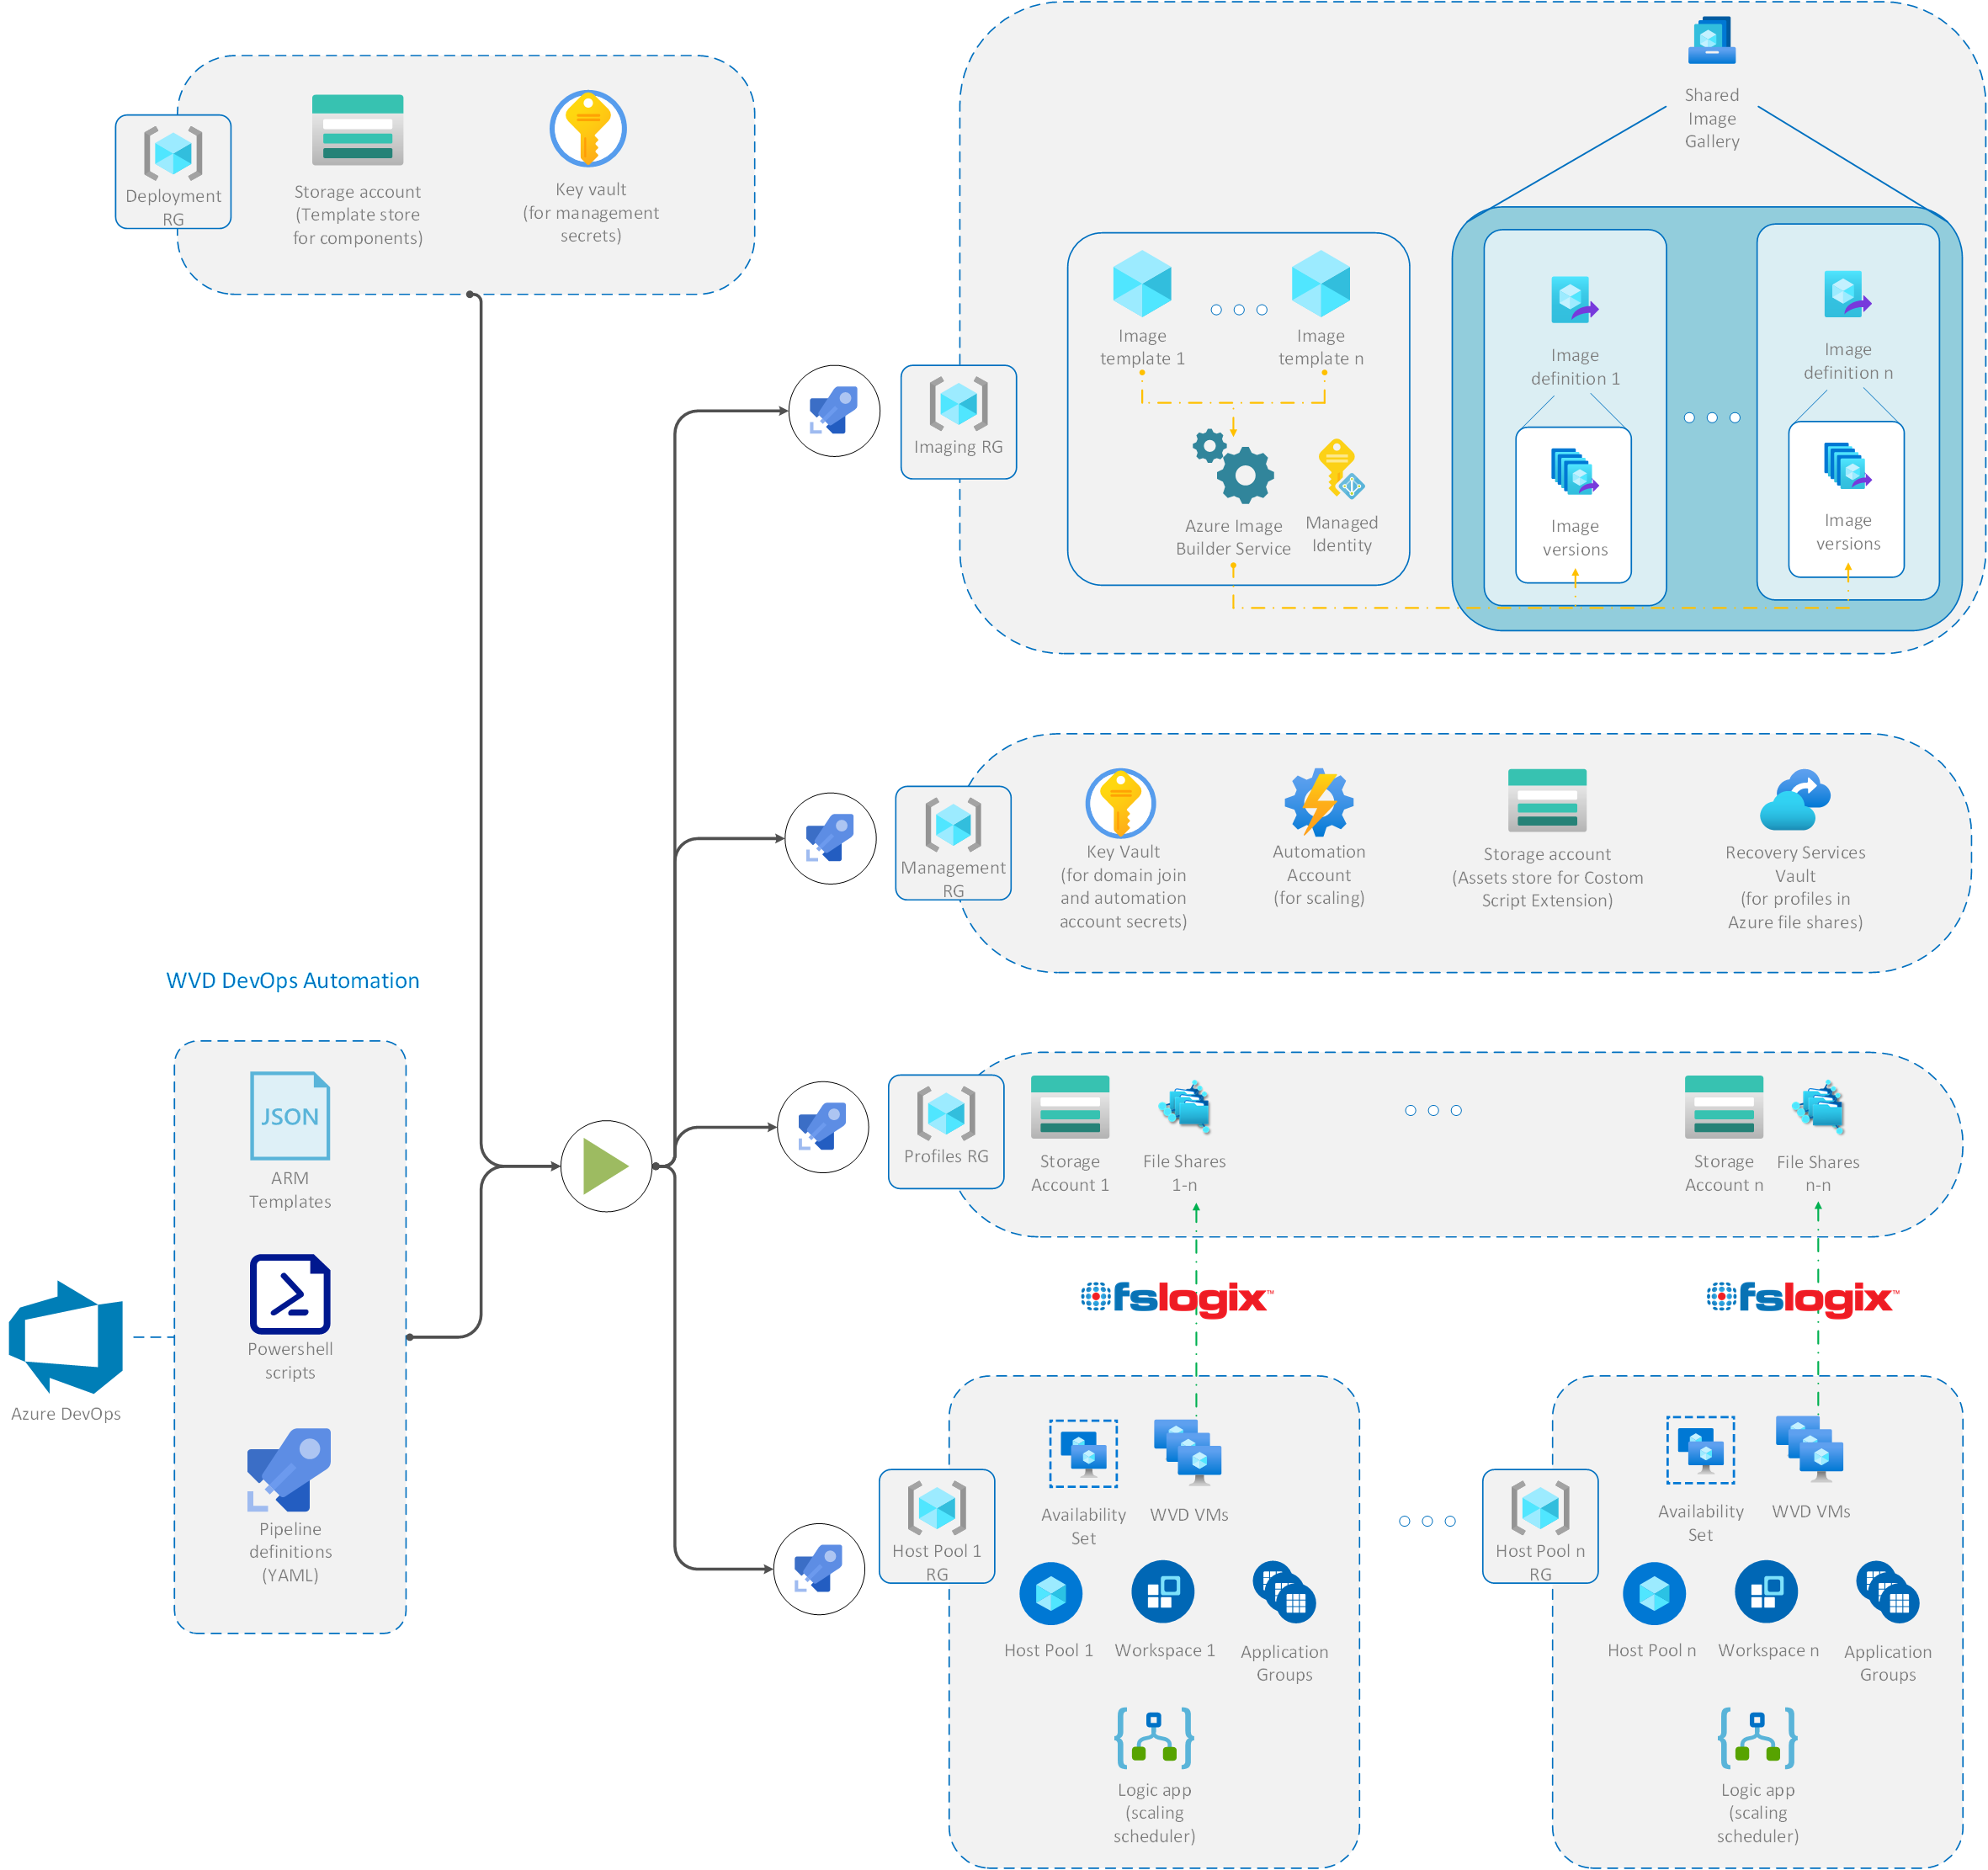 Shared
Image
Gallery
Deployment
RG
Storage account
(Template store
for components)
Key vault
(for management
secrets)
Imaging RG
Image
template 1
Image
template n
Azure Image
Builder Service
Managed
Identity
Image
definition 1
Image
versions
Image
definition n
Image
versions
Management
RG
Key Vault
(for domain join
and automation
account secrets)
Automation
Account
(for scaling)
Storage account
(Assets store for Costom
Script Extension)
Recovery Services
Vault
(for profiles in
Azure file shares)
WVD DevOps Automation
JSON
ARM
Templates
Powershell
scripts
Pipeline
definitions
(YAML)
Azure DevOps
Profiles RG
Storage
Account 1
File Shares
1-n
Storage
Account n
File Shares
n-n
fslogix™
fslogix™
Host Pool 1
RG
Availability
Set
WVD VMs
Host Pool 1
Workspace 1
Application
Groups
Logic app
(scaling
scheduler)
Host Pool n
RG
Availability
Set
WVD VMs
Host Pool n
Workspace n
Application
Groups
Logic app
(scaling
scheduler)